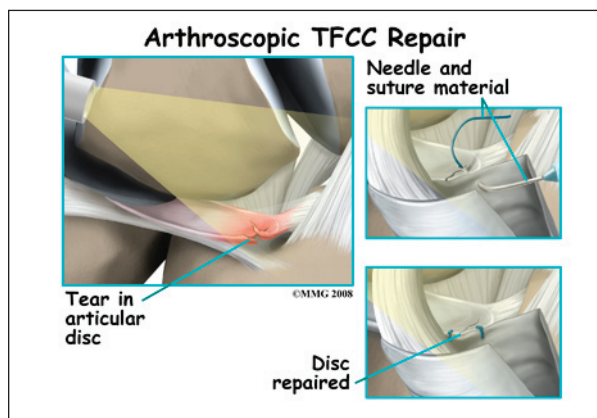 Arthroscopic TFCC Repair
Needle and
suture material
Tear in
articular
disc
©MMG 2008
Disc
repaired